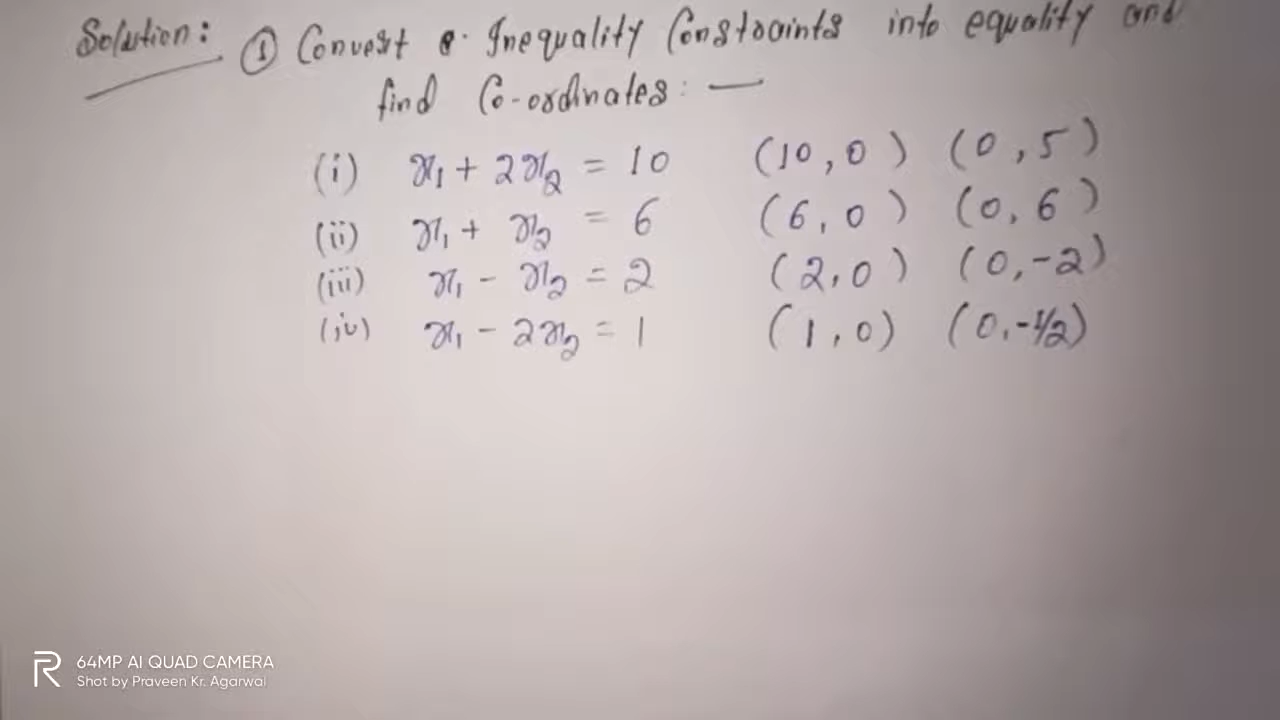 Solution: ① Convert Inequality Constraints into equality and
find Co-ordinates: —
(i) x₁ + 2x₂ = 10 (10,0) (0,5)
(ii) x₁ + x₂ = 6 (6,0) (0,6)
(iii) x₁ - x₂ = 2 (2,0) (0,-2)
(iv) x₁ - 2x₂ = 1 (1,0) (0,-1/2)
64MP AI QUAD CAMERA
Shot by Praveen Kr. Agarwal